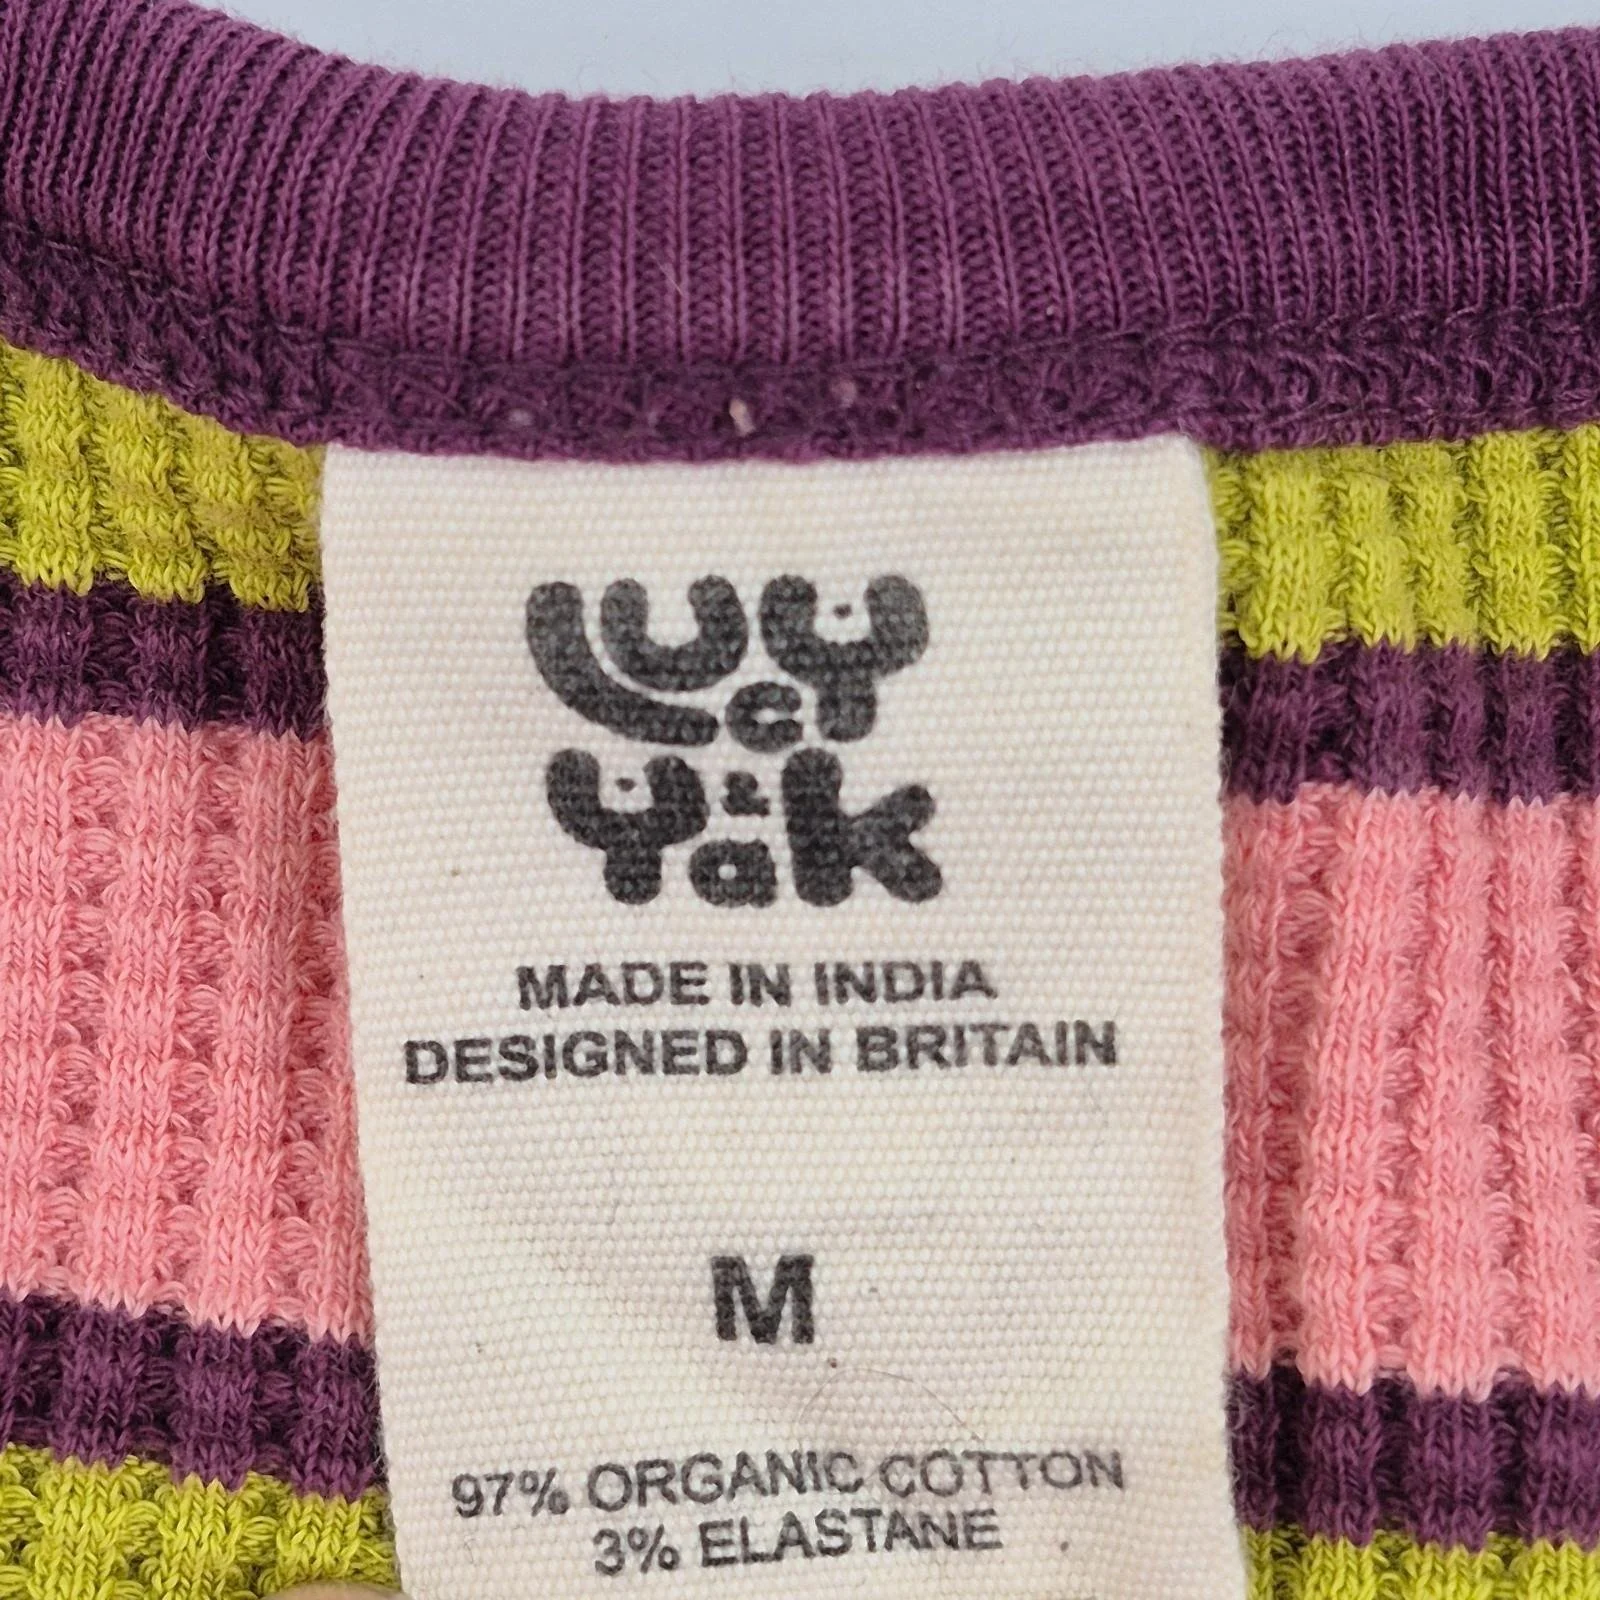 Lucy
& Yak
MADE IN INDIA
DESIGNED IN BRITAIN
M
97% ORGANIC COTTON
3% ELASTANE